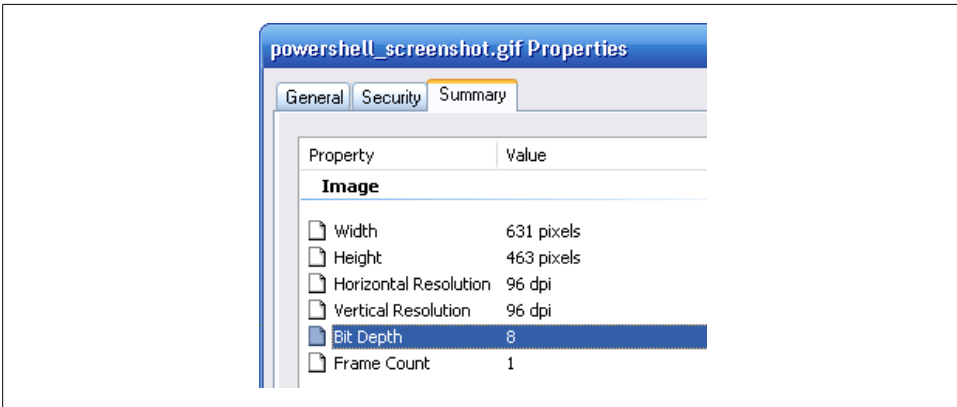 powershell_screenshot.gif Properties
General Security Summary
Property Value
Image
Width 631 pixels
Height 463 pixels
Horizontal Resolution 96 dpi
Vertical Resolution 96 dpi
Bit Depth 8
Frame Count 1